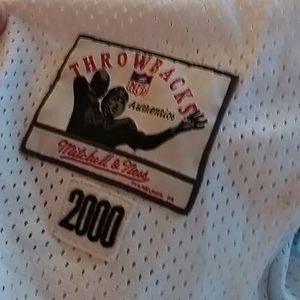 THROWBACKS
NFL
Authentics
Mitchell & Ness
2000